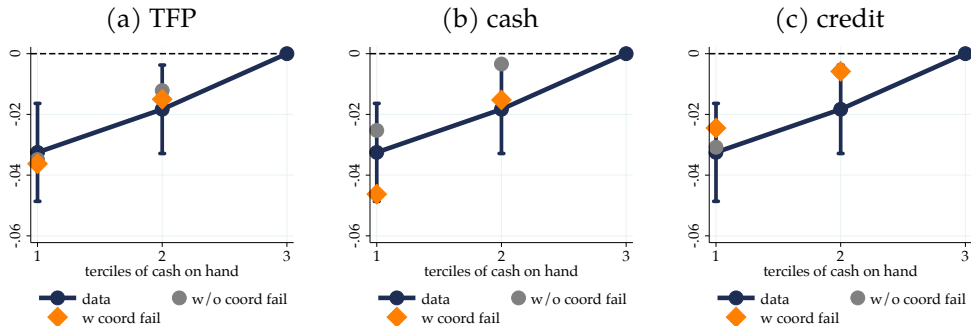 (a) TFP
(b) cash
(c) credit
0
-.02
-.04
-.06
1
2
3
terciles of cash on hand
data
w/o coord fail
w coord fail
0
-.02
-.04
-.06
1
2
3
terciles of cash on hand
data
w/o coord fail
w coord fail
0
-.02
-.04
-.06
1
2
3
terciles of cash on hand
data
w/o coord fail
w coord fail